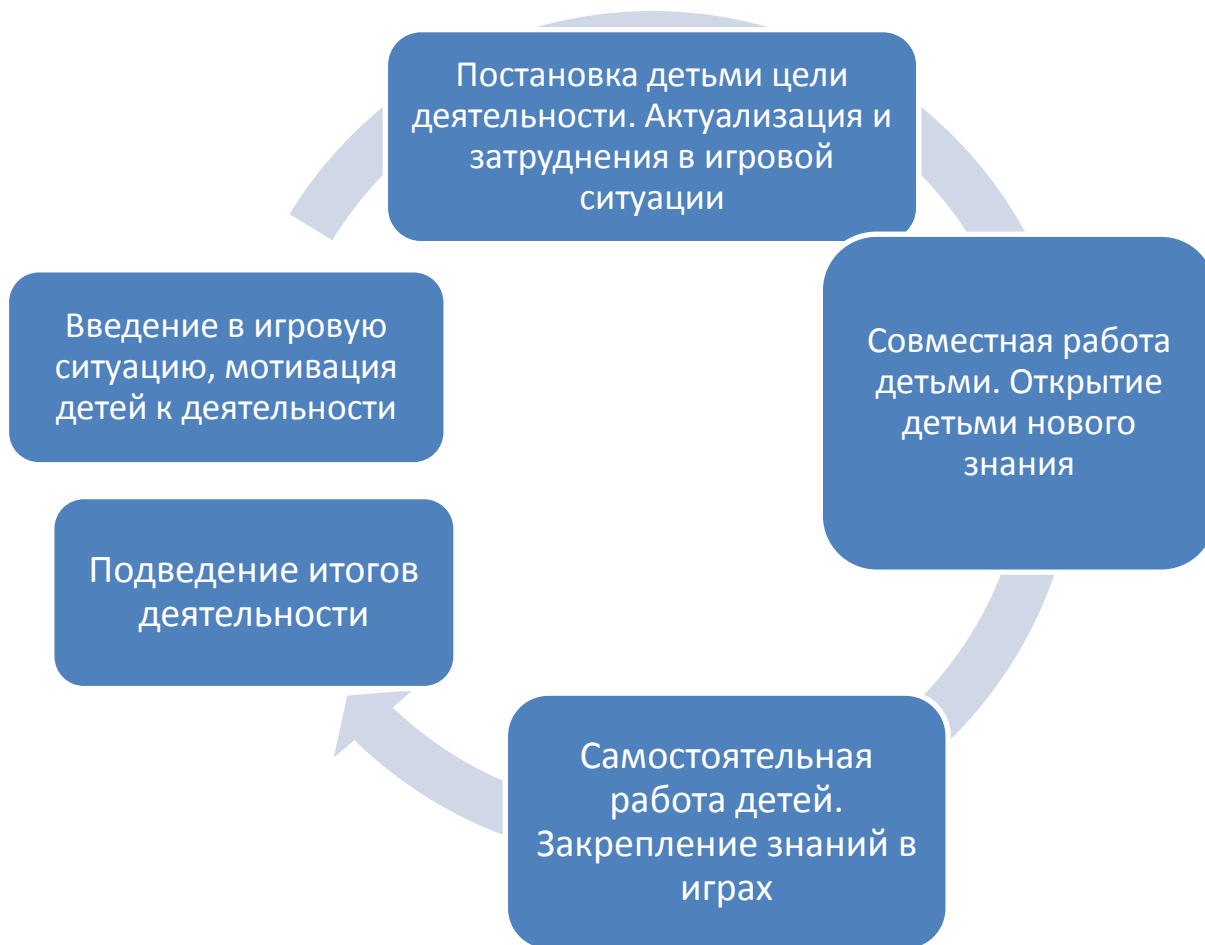 Постановка детьми цели
деятельности. Актуализация и
затруднения в игровой
ситуации
Введение в игровую
ситуацию, мотивация
детей к деятельности
Совместная работа
детьми. Открытие
детьми нового
знания
Подведение итогов
деятельности
Самостоятельная
работа детей.
Закрепление знаний в
играх